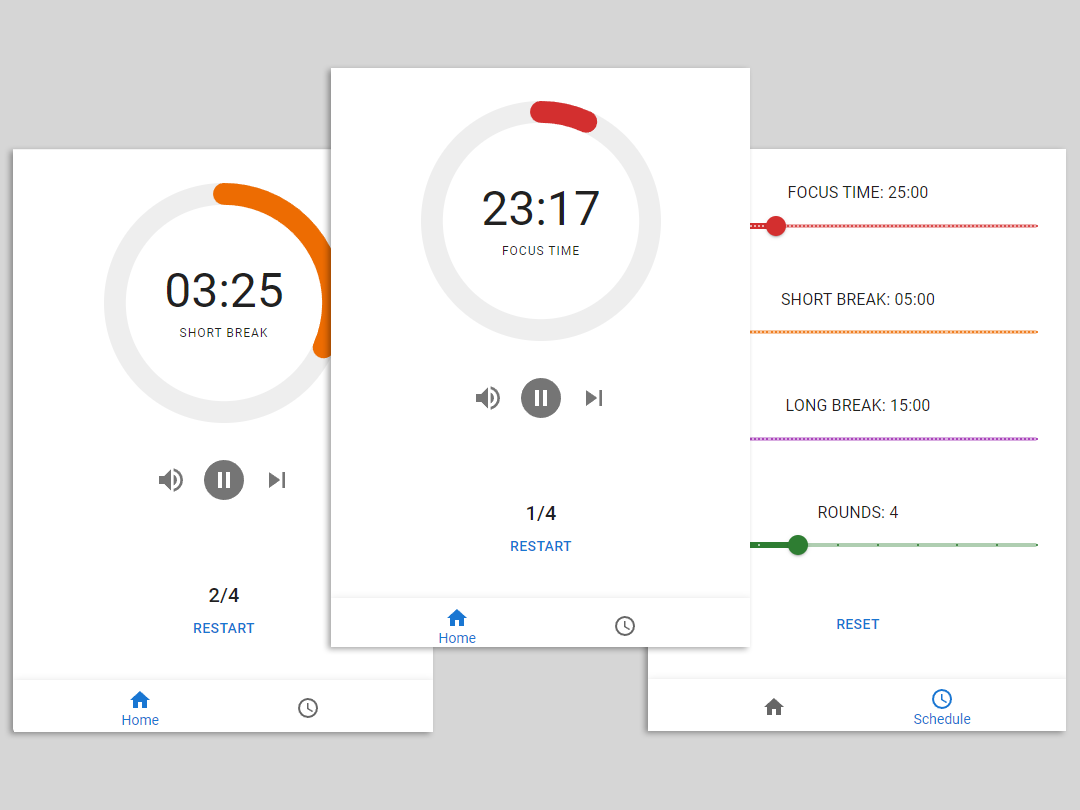 03:25
SHORT BREAK
2/4
RESTART
Home
23:17
FOCUS TIME
1/4
RESTART
Home
FOCUS TIME: 25:00
SHORT BREAK: 05:00
LONG BREAK: 15:00
ROUNDS: 4
RESET
Schedule